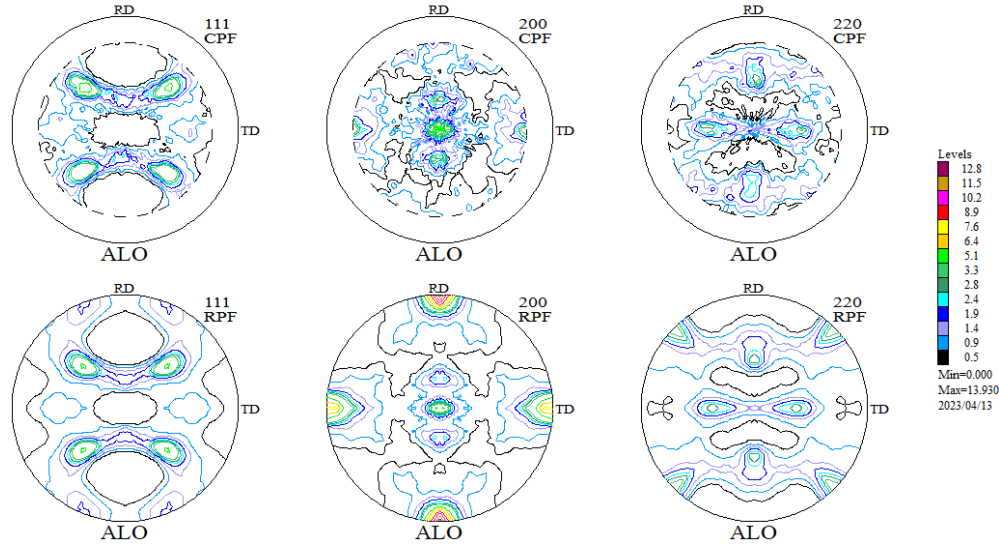 RD
111
CPF
TD
ALO
RD
200
CPF
TD
ALO
RD
220
CPF
TD
ALO
RD
111
RPF
TD
ALO
RD
200
RPF
TD
ALO
RD
220
RPF
TD
ALO
Levels
12.8
11.5
10.2
8.9
7.6
6.4
5.1
3.3
2.8
2.4
1.9
1.4
0.9
0.5
Min=0.000
Max=13.930
2023/04/13